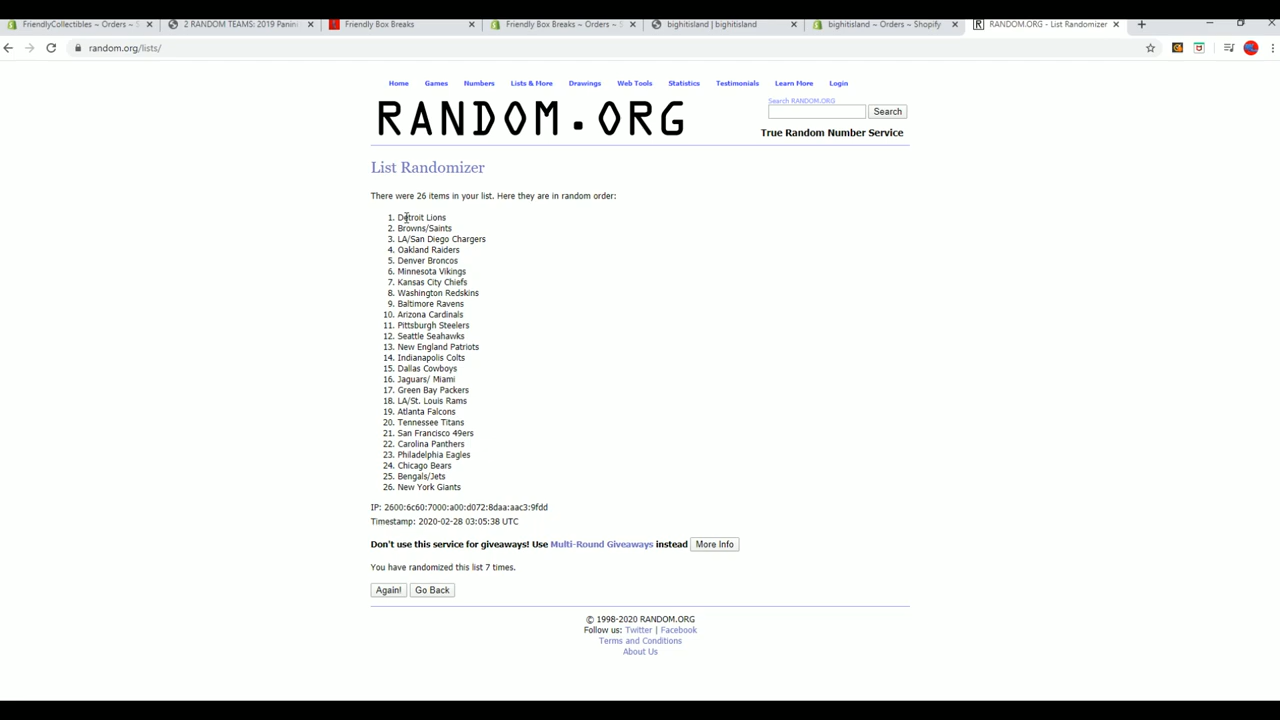 FriendlyCollectibles ~ Orders ~ S
2 RANDOM TEAMS: 2019 Panini
Friendly Box Breaks
Friendly Box Breaks ~ Orders ~ S
bighitisland | bighitisland
bighitisland ~ Orders ~ Shopify
RANDOM.ORG - List Randomizer
random.org/lists/
Home Games Numbers Lists & More Drawings Web Tools Statistics Testimonials Learn More Login
RANDOM.ORG
Search RANDOM.ORG
Search
True Random Number Service
List Randomizer
There were 26 items in your list. Here they are in random order:
1. Detroit Lions
2. Browns/Saints
3. LA/San Diego Chargers
4. Oakland Raiders
5. Denver Broncos
6. Minnesota Vikings
7. Kansas City Chiefs
8. Washington Redskins
9. Baltimore Ravens
10. Arizona Cardinals
11. Pittsburgh Steelers
12. Seattle Seahawks
13. New England Patriots
14. Indianapolis Colts
15. Dallas Cowboys
16. Jaguars/ Miami
17. Green Bay Packers
18. LA/St. Louis Rams
19. Atlanta Falcons
20. Tennessee Titans
21. San Francisco 49ers
22. Carolina Panthers
23. Philadelphia Eagles
24. Chicago Bears
25. Bengals/Jets
26. New York Giants
IP: 2600:6c60:7000:a00:d072:8daa:aac3:9fdd
Timestamp: 2020-02-28 03:05:38 UTC
Don't use this service for giveaways! Use Multi-Round Giveaways instead More Info
You have randomized this list 7 times.
Again! Go Back
© 1998-2020 RANDOM.ORG
Follow us: Twitter | Facebook
Terms and Conditions
About Us